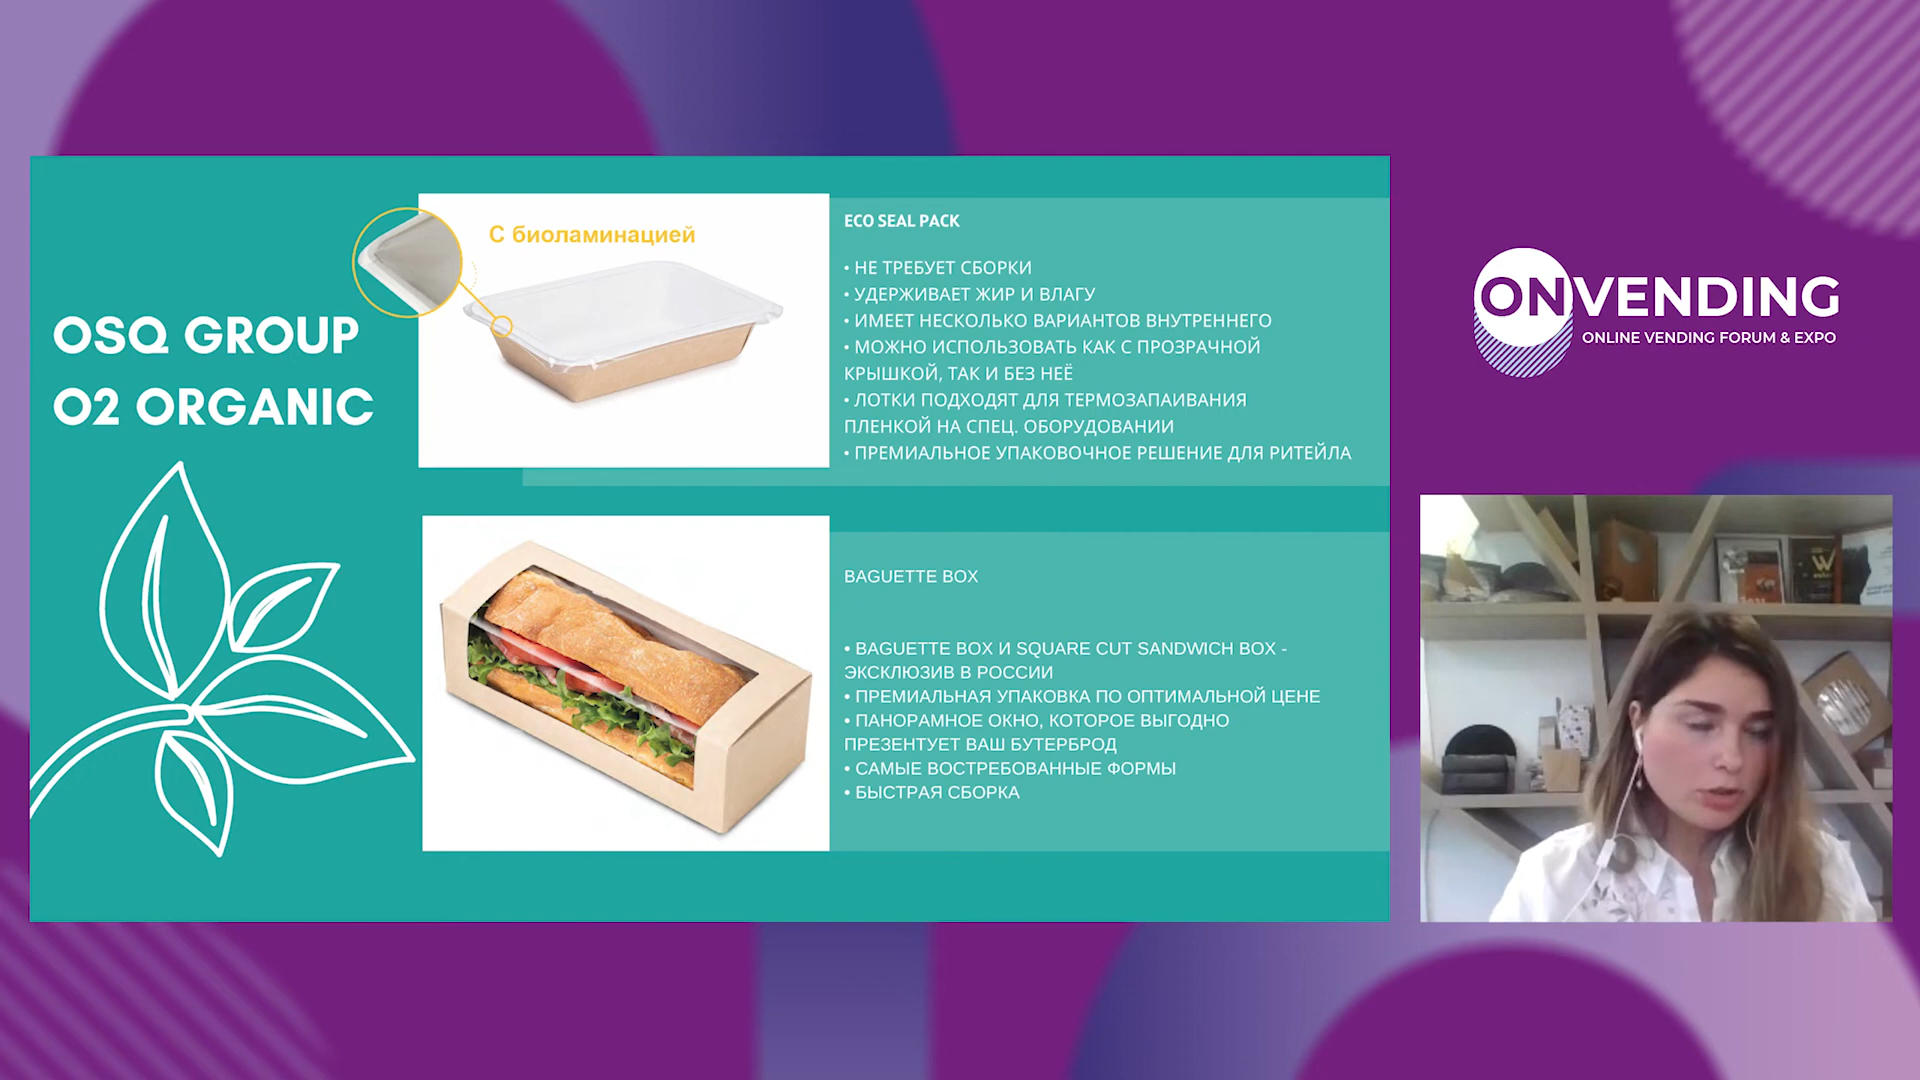 OSQ GROUP
O2 ORGANIC
С биоламинацией
ECO SEAL PACK
• НЕ ТРЕБУЕТ СБОРКИ
• УДЕРЖИВАЕТ ЖИР И ВЛАГУ
• ИМЕЕТ НЕСКОЛЬКО ВАРИАНТОВ ВНУТРЕННЕГО
• МОЖНО ИСПОЛЬЗОВАТЬ КАК С ПРОЗРАЧНОЙ
КРЫШКОЙ, ТАК И БЕЗ НЕЁ
• ЛОТКИ ПОДХОДЯТ ДЛЯ ТЕРМОЗАПАИВАНИЯ
ПЛЕНКОЙ НА СПЕЦ. ОБОРУДОВАНИИ
• ПРЕМИАЛЬНОЕ УПАКОВОЧНОЕ РЕШЕНИЕ ДЛЯ РИТЕЙЛА
BAGUETTE BOX
• BAGUETTE BOX И SQUARE CUT SANDWICH BOX -
ЭКСКЛЮЗИВ В РОССИИ
• ПРЕМИАЛЬНАЯ УПАКОВКА ПО ОПТИМАЛЬНОЙ ЦЕНЕ
• ПАНОРАМНОЕ ОКНО, КОТОРОЕ ВЫГОДНО
ПРЕЗЕНТУЕТ ВАШ БУТЕРБРОД
• САМЫЕ ВОСТРЕБОВАННЫЕ ФОРМЫ
• БЫСТРАЯ СБОРКА
ONVENDING
ONLINE VENDING FORUM & EXPO
W